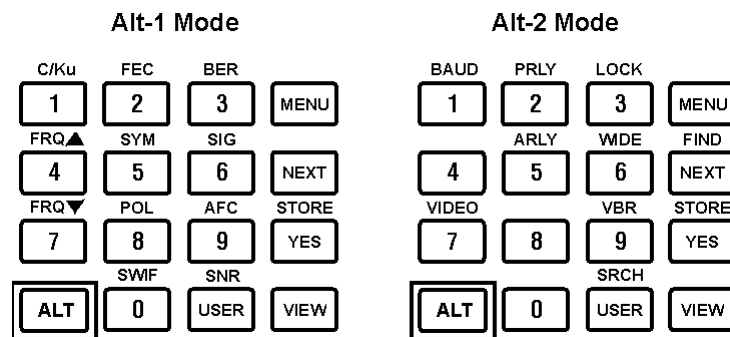 Alt-1 Mode Alt-2 Mode
C/Ku FEC BER BAUD PRLY LOCK
1 2 3 MENU 1 2 3 MENU
FRQ▲ SYM SIG ARLY WIDE FIND
4 5 6 NEXT 4 5 6 NEXT
FRQ▼ POL AFC STORE VIDEO VBR STORE
7 8 9 YES 7 8 9 YES
SWIF SNR SRCH
ALT 0 USER VIEW ALT 0 USER VIEW